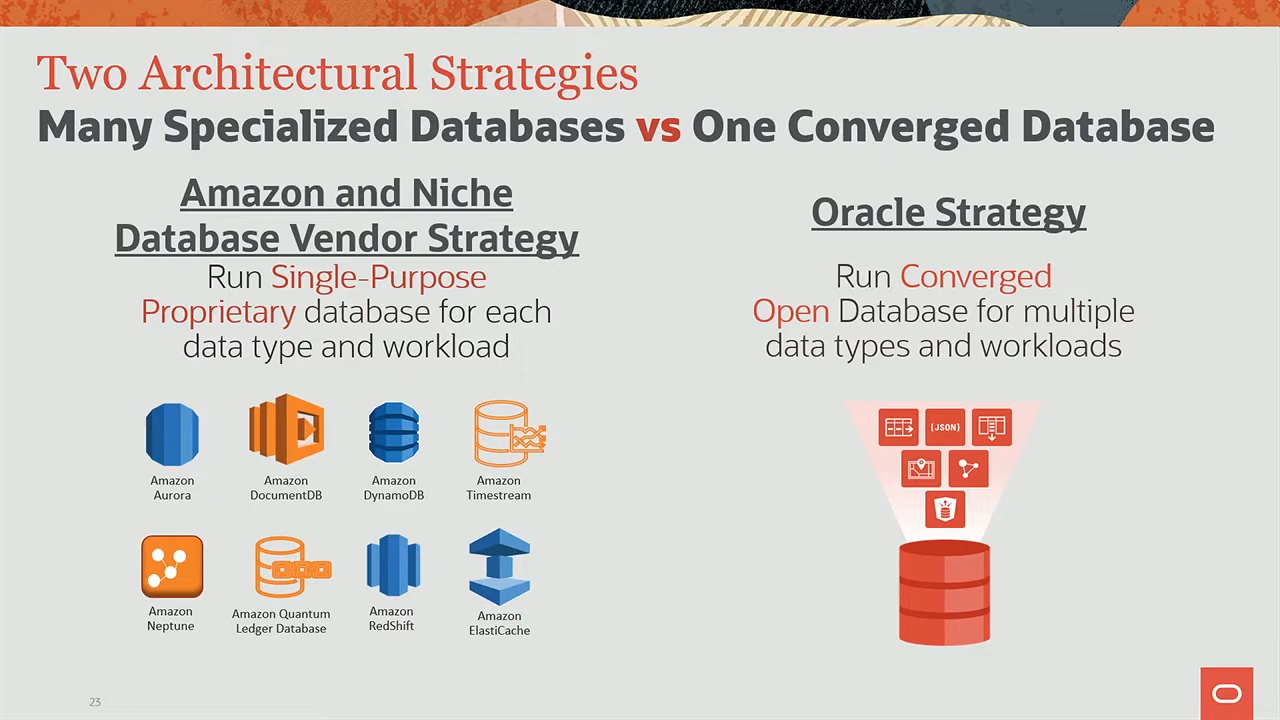 Two Architectural Strategies
Many Specialized Databases vs One Converged Database
Amazon and Niche
Database Vendor Strategy
Run Single-Purpose
Proprietary database for each
data type and workload
Amazon
Aurora
Amazon
DocumentDB
Amazon
DynamoDB
Amazon
Timestream
Amazon
Neptune
Amazon Quantum
Ledger Database
Amazon
RedShift
Amazon
ElastiCache
Oracle Strategy
Run Converged
Open Database for multiple
data types and workloads
{JSON}
23